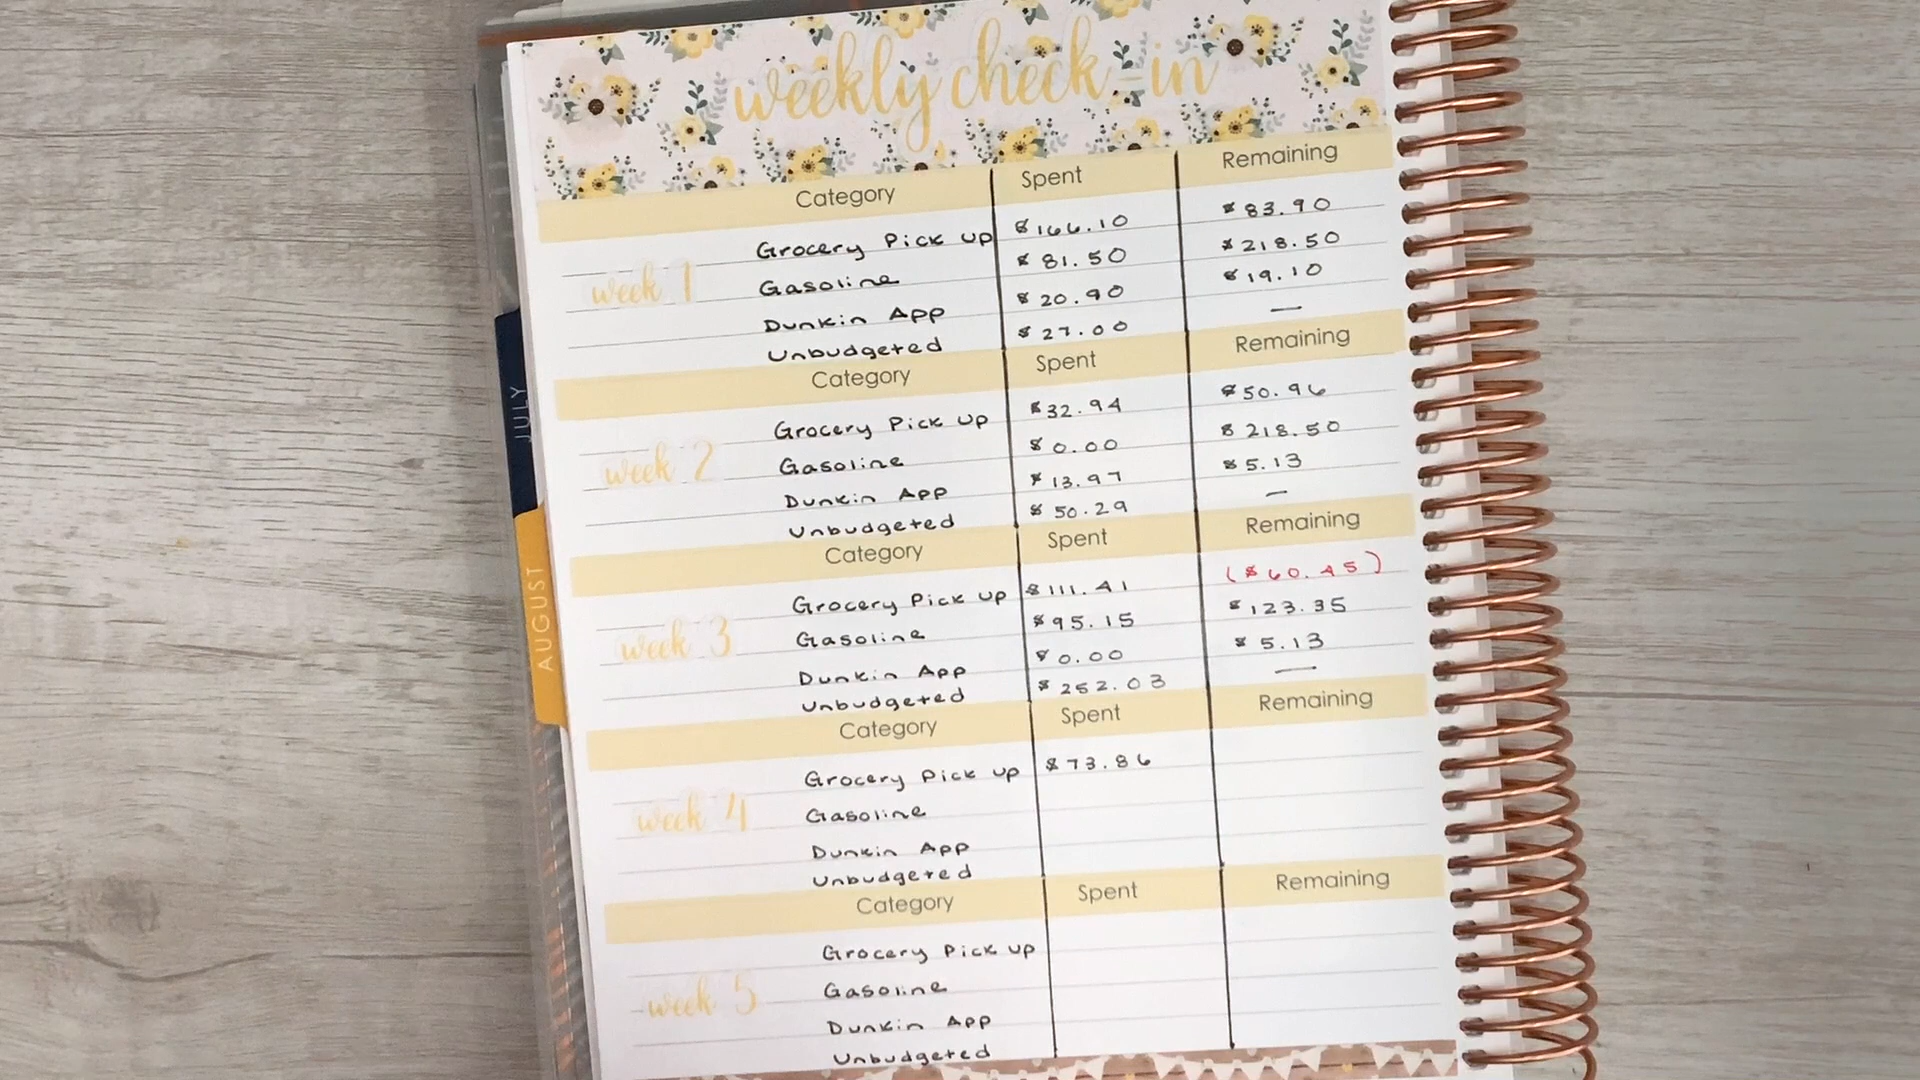 weekly check-in
Category Spent Remaining
week 1
Grocery Pick up $166.10 $83.90
Gasoline $81.50 $218.50
Dunkin App $20.90 $19.10
Unbudgeted $27.00 —
Category Spent Remaining
week 2
Grocery Pick up $32.94 $50.96
Gasoline $0.00 $218.50
Dunkin App $13.97 $5.13
Unbudgeted $50.29 —
Category Spent Remaining
week 3
Grocery Pick up $111.41 ($60.45)
Gasoline $95.15 $123.35
Dunkin App $0.00 $5.13
Unbudgeted $252.03 —
Category Spent Remaining
week 4
Grocery Pick up $73.86
Gasoline
Dunkin App
Unbudgeted
Category Spent Remaining
week 5
Grocery Pick up
Gasoline
Dunkin App
Unbudgeted
JULY
AUGUST